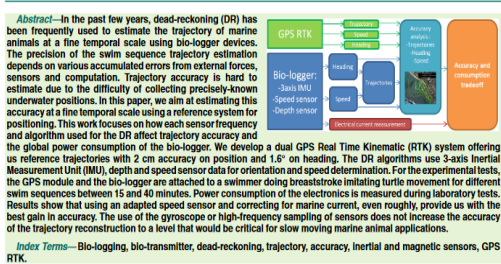 Abstract—In the past few years, dead-reckoning (DR) has
been frequently used to estimate the trajectory of marine
animals at a fine temporal scale using bio-logger devices.
The precision of the swim sequence trajectory estimation
depends on various accumulated errors from external forces,
sensors and computation. Trajectory accuracy is hard to
estimate due to the difficulty of collecting precisely-known
underwater positions. In this paper, we aim at estimating this
accuracy at a fine temporal scale using a reference system for
positioning. This work focuses on how each sensor frequency
and algorithm used for the DR affect trajectory accuracy and
the global power consumption of the bio-logger. We develop a dual GPS Real Time Kinematic (RTK) system offering
us reference trajectories with 2 cm accuracy on position and 1.6° on heading. The DR algorithms use 3-axis Inertial
Measurement Unit (IMU), depth and speed sensor data for orientation and speed determination. For the experimental tests,
the GPS module and the bio-logger are attached to a swimmer doing breaststroke imitating turtle movement for different
swim sequences between 15 and 40 minutes. Power consumption of the electronics is measured during laboratory tests.
Results show that using an adapted speed sensor and correcting for marine current, even roughly, provide us with the
best gain in accuracy. The use of the gyroscope or high-frequency sampling of sensors does not increase the accuracy
of the trajectory reconstruction to a level that would be critical for slow moving marine animal applications.
Index Terms—Bio-logging, bio-transmitter, dead-reckoning, trajectory, accuracy, inertial and magnetic sensors, GPS
RTK.
GPS RTK
Trajectory
Speed
Heading
Bio-logger:
-3axis IMU
-Speed sensor
-Depth sensor
Heading
Speed
Trajectories
Accuracy
analysis :
-Trajectories
-Heading
-Speed
Electrical current measurement
Accuracy and
consumption
tradeoff